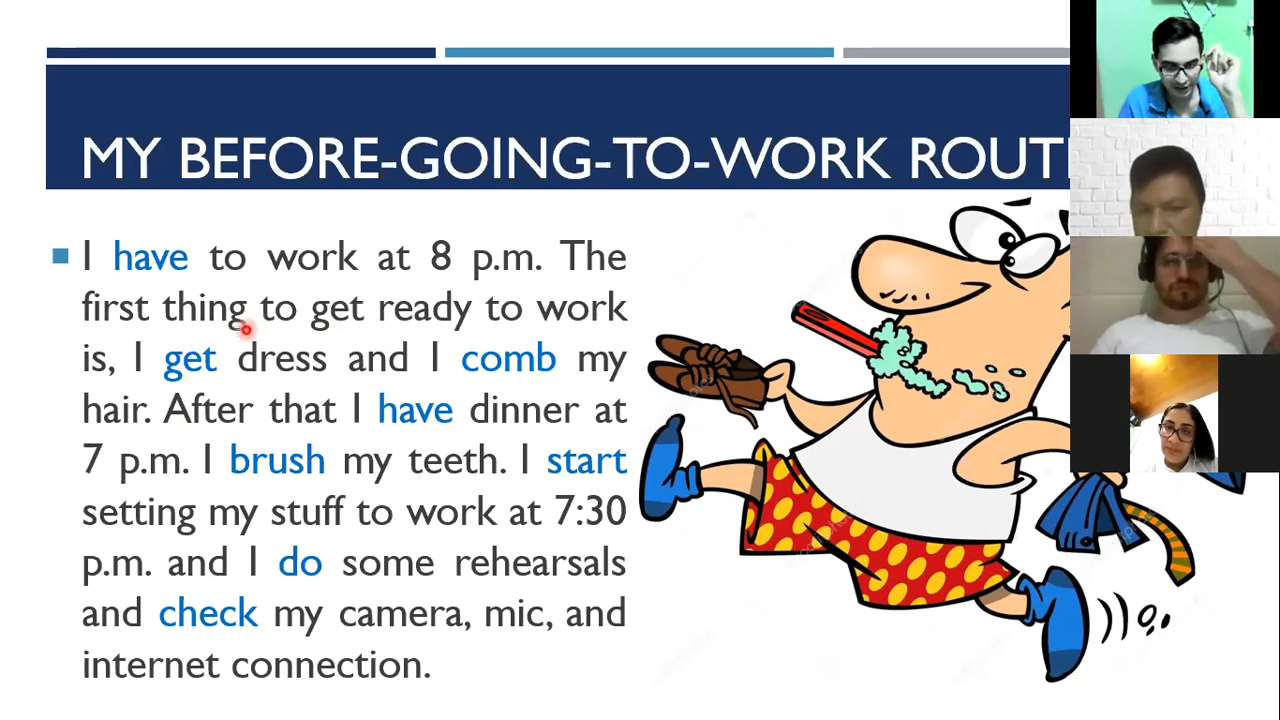 MY BEFORE-GOING-TO-WORK ROUT
I have to work at 8 p.m. The
first thing to get ready to work
is, I get dress and I comb my
hair. After that I have dinner at
7 p.m. I brush my teeth. I start
setting my stuff to work at 7:30
p.m. and I do some rehearsals
and check my camera, mic, and
internet connection.